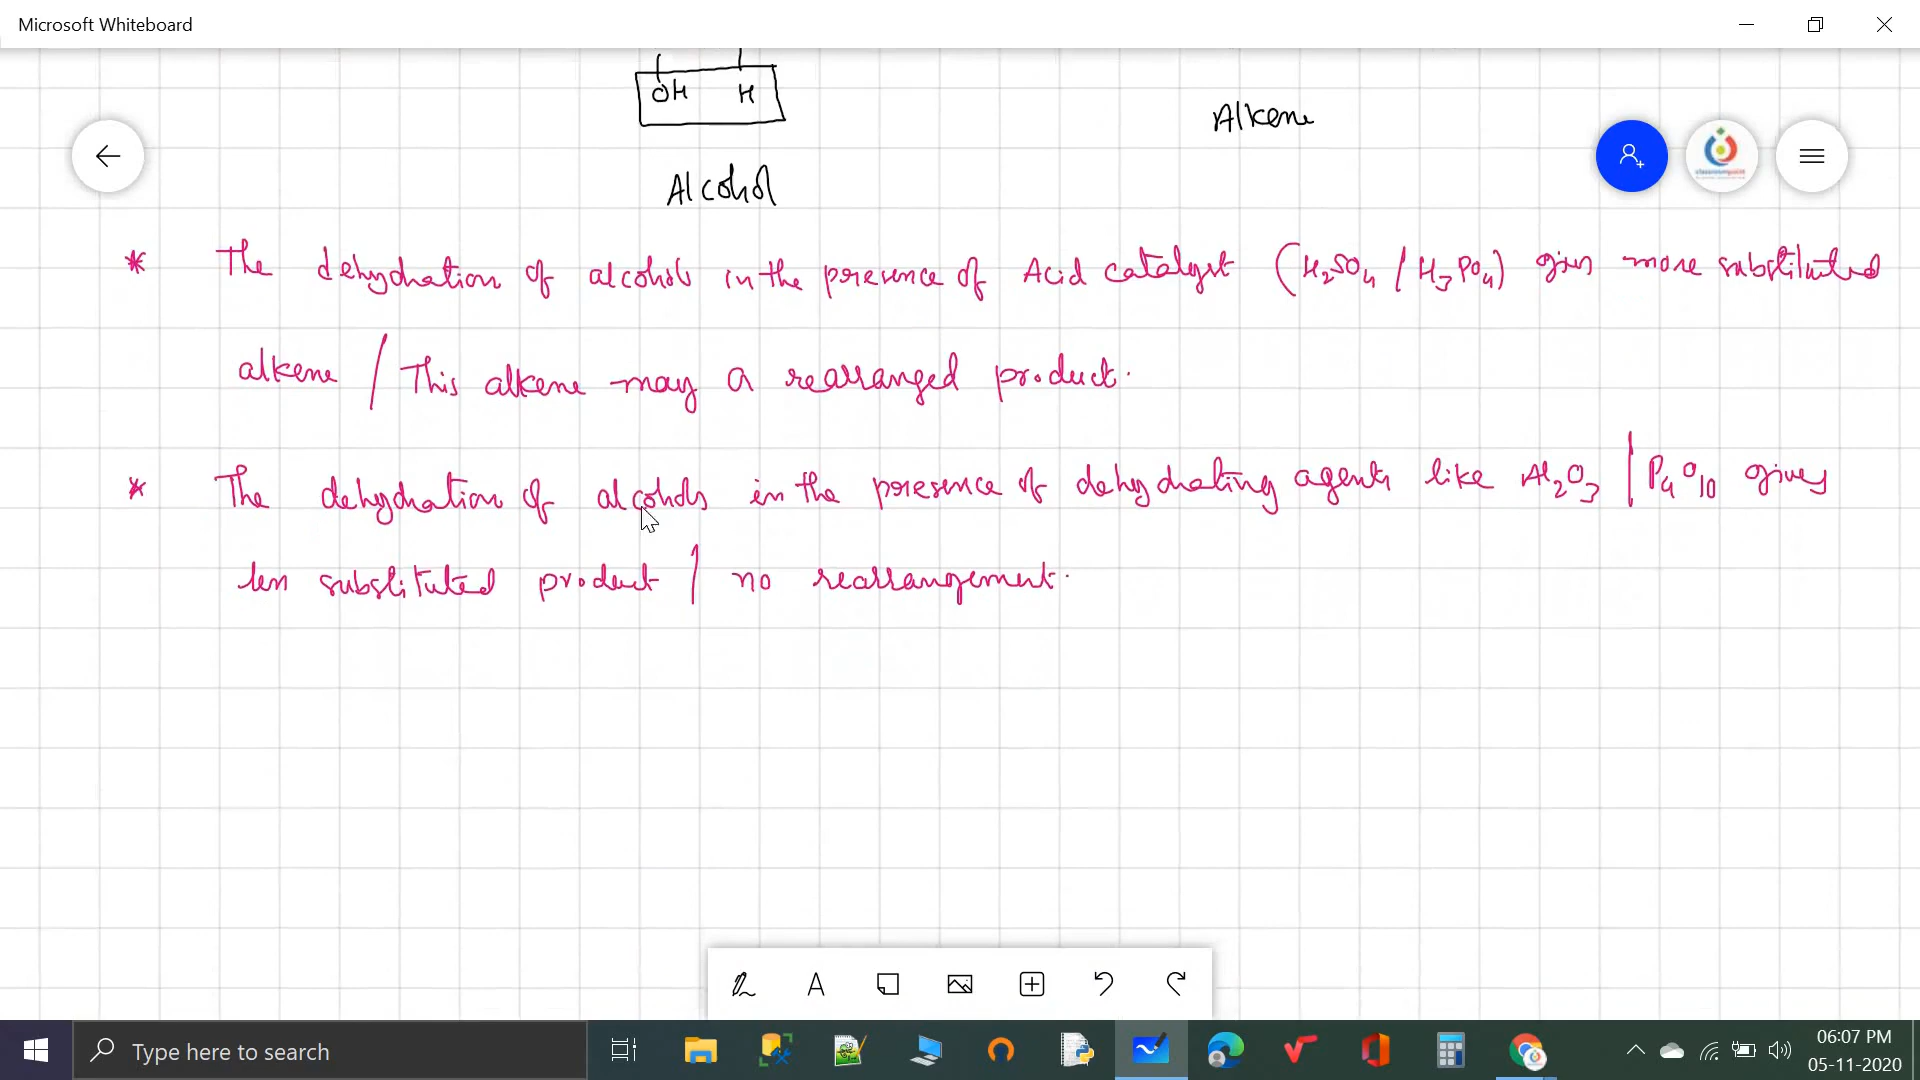 Microsoft Whiteboard
OH H
Alkene
Alcohol
* The dehydration of alcohols in the presence of Acid catalyst (H₂SO₄ / H₃PO₄) gives more substituted
alkene / This alkene may a rearranged product.
* The dehydration of alcohols in the presence of dehydrating agents like Al₂O₃ | P₄O₁₀ gives
less substituted product | no rearrangement.
A
Type here to search
06:07 PM
05-11-2020